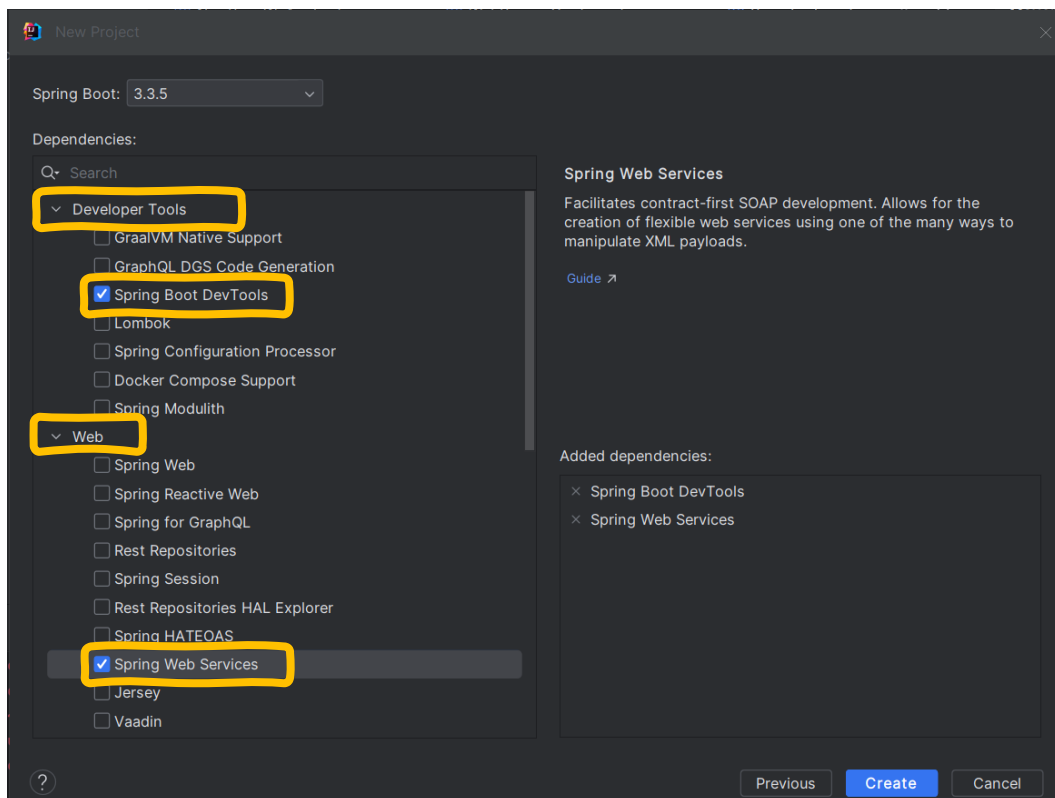 New Project
Spring Boot: 3.3.5
Dependencies:
Search
Developer Tools
GraalVM Native Support
GraphQL DGS Code Generation
Spring Boot DevTools
Lombok
Spring Configuration Processor
Docker Compose Support
Spring Modulith
Web
Spring Web
Spring Reactive Web
Spring for GraphQL
Rest Repositories
Spring Session
Rest Repositories HAL Explorer
Spring HATEOAS
Spring Web Services
Jersey
Vaadin
Spring Web Services
Facilitates contract-first SOAP development. Allows for the
creation of flexible web services using one of the many ways to
manipulate XML payloads.
Guide ↗
Added dependencies:
× Spring Boot DevTools
× Spring Web Services
?
Previous
Create
Cancel